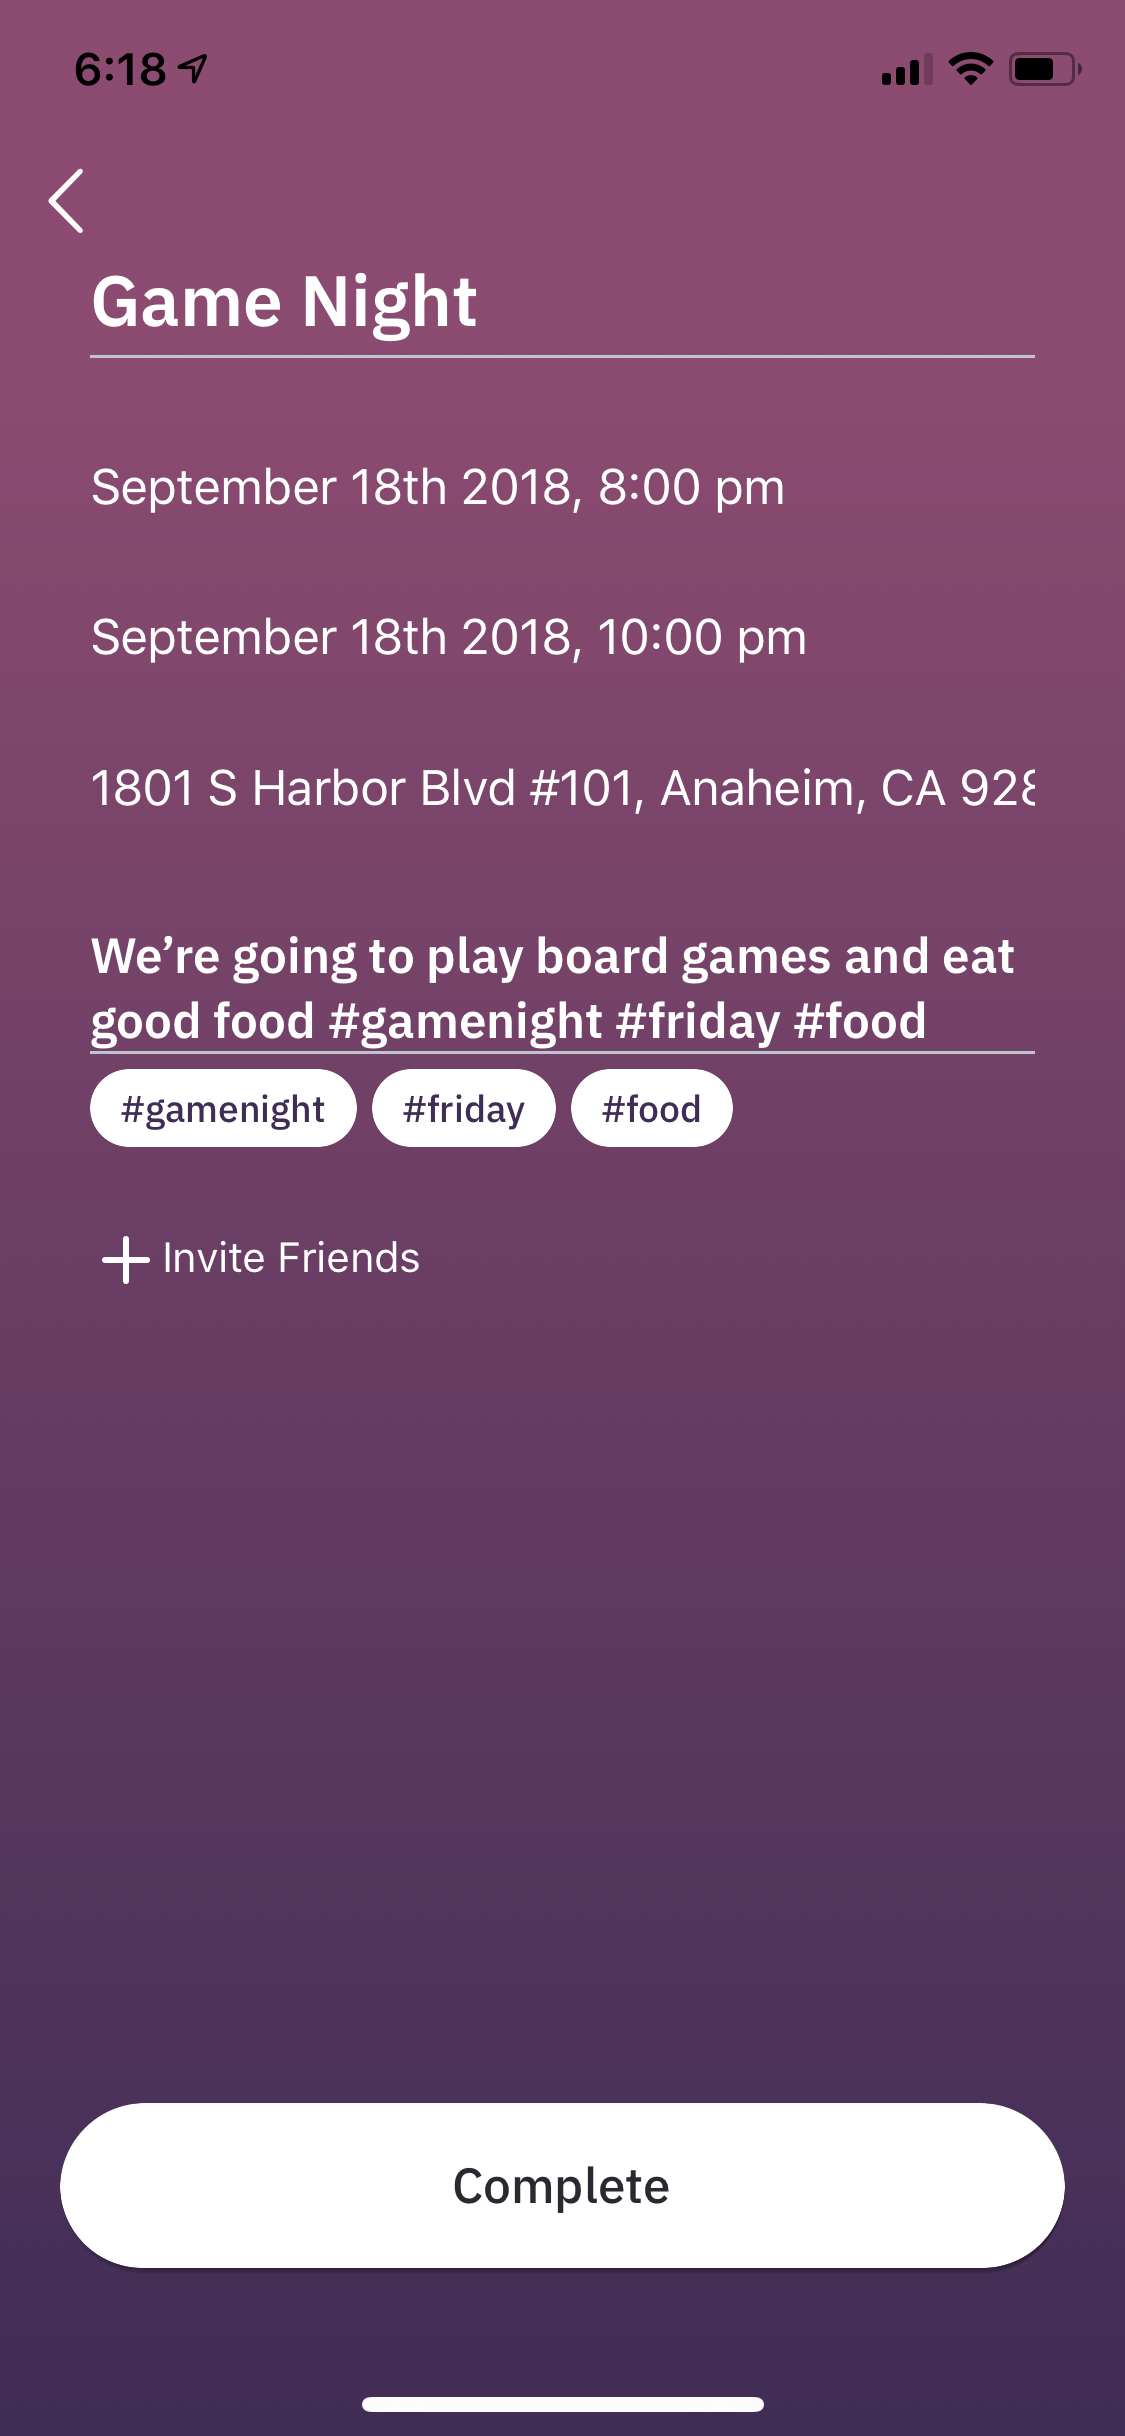 6:18
Game Night
September 18th 2018, 8:00 pm
September 18th 2018, 10:00 pm
1801 S Harbor Blvd #101, Anaheim, CA 928
We’re going to play board games and eat
good food #gamenight #friday #food
#gamenight #friday #food
Invite Friends
Complete